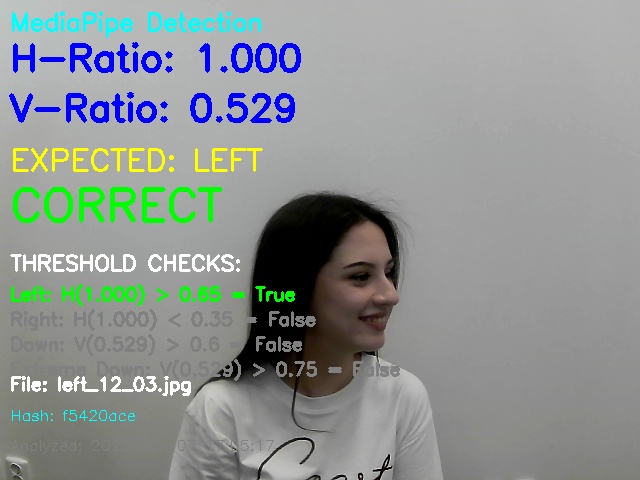 MediaPipe Detection
H-Ratio: 1.000
V-Ratio: 0.529
EXPECTED: LEFT
CORRECT
THRESHOLD CHECKS:
Left: H(1.000) > 0.65 = True
Right: H(1.000) < 0.35 = False
Down: V(0.529) > 0.6 = False
Down: V(0.529) > 0.75 = False
File: left_12_03.jpg
Hash: f5420ace
Analyzed: